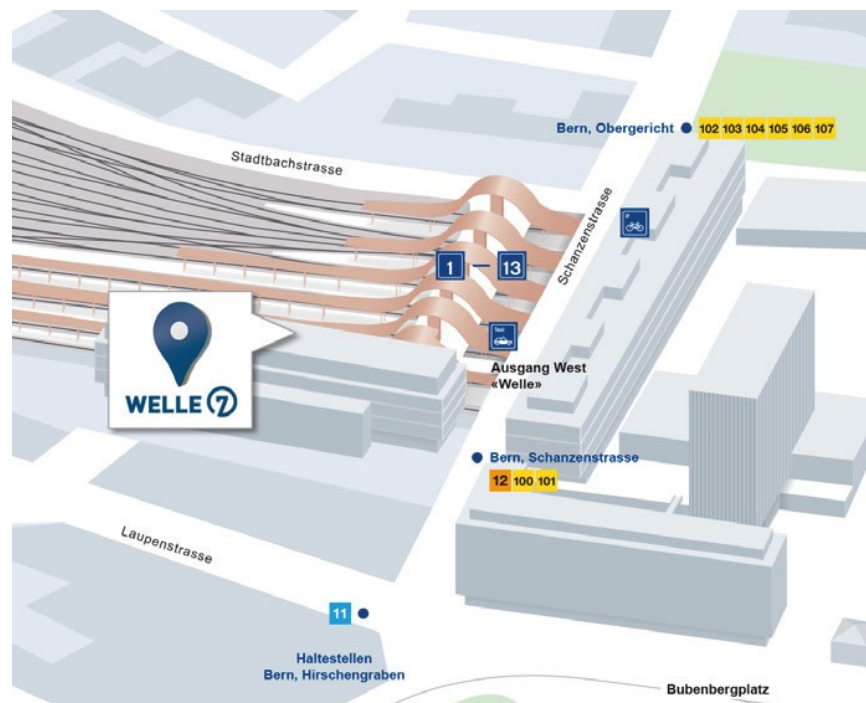 Bern, Obergericht 102 103 104 105 106 107
Stadtbachstrasse
Schanzenstrasse
P
1 – 13
Taxi
Ausgang West
«Welle»
WELLE 7
Bern, Schanzenstrasse
12 100 101
Laupenstrasse
11
Haltestellen
Bern, Hirschengraben
Bubenbergplatz